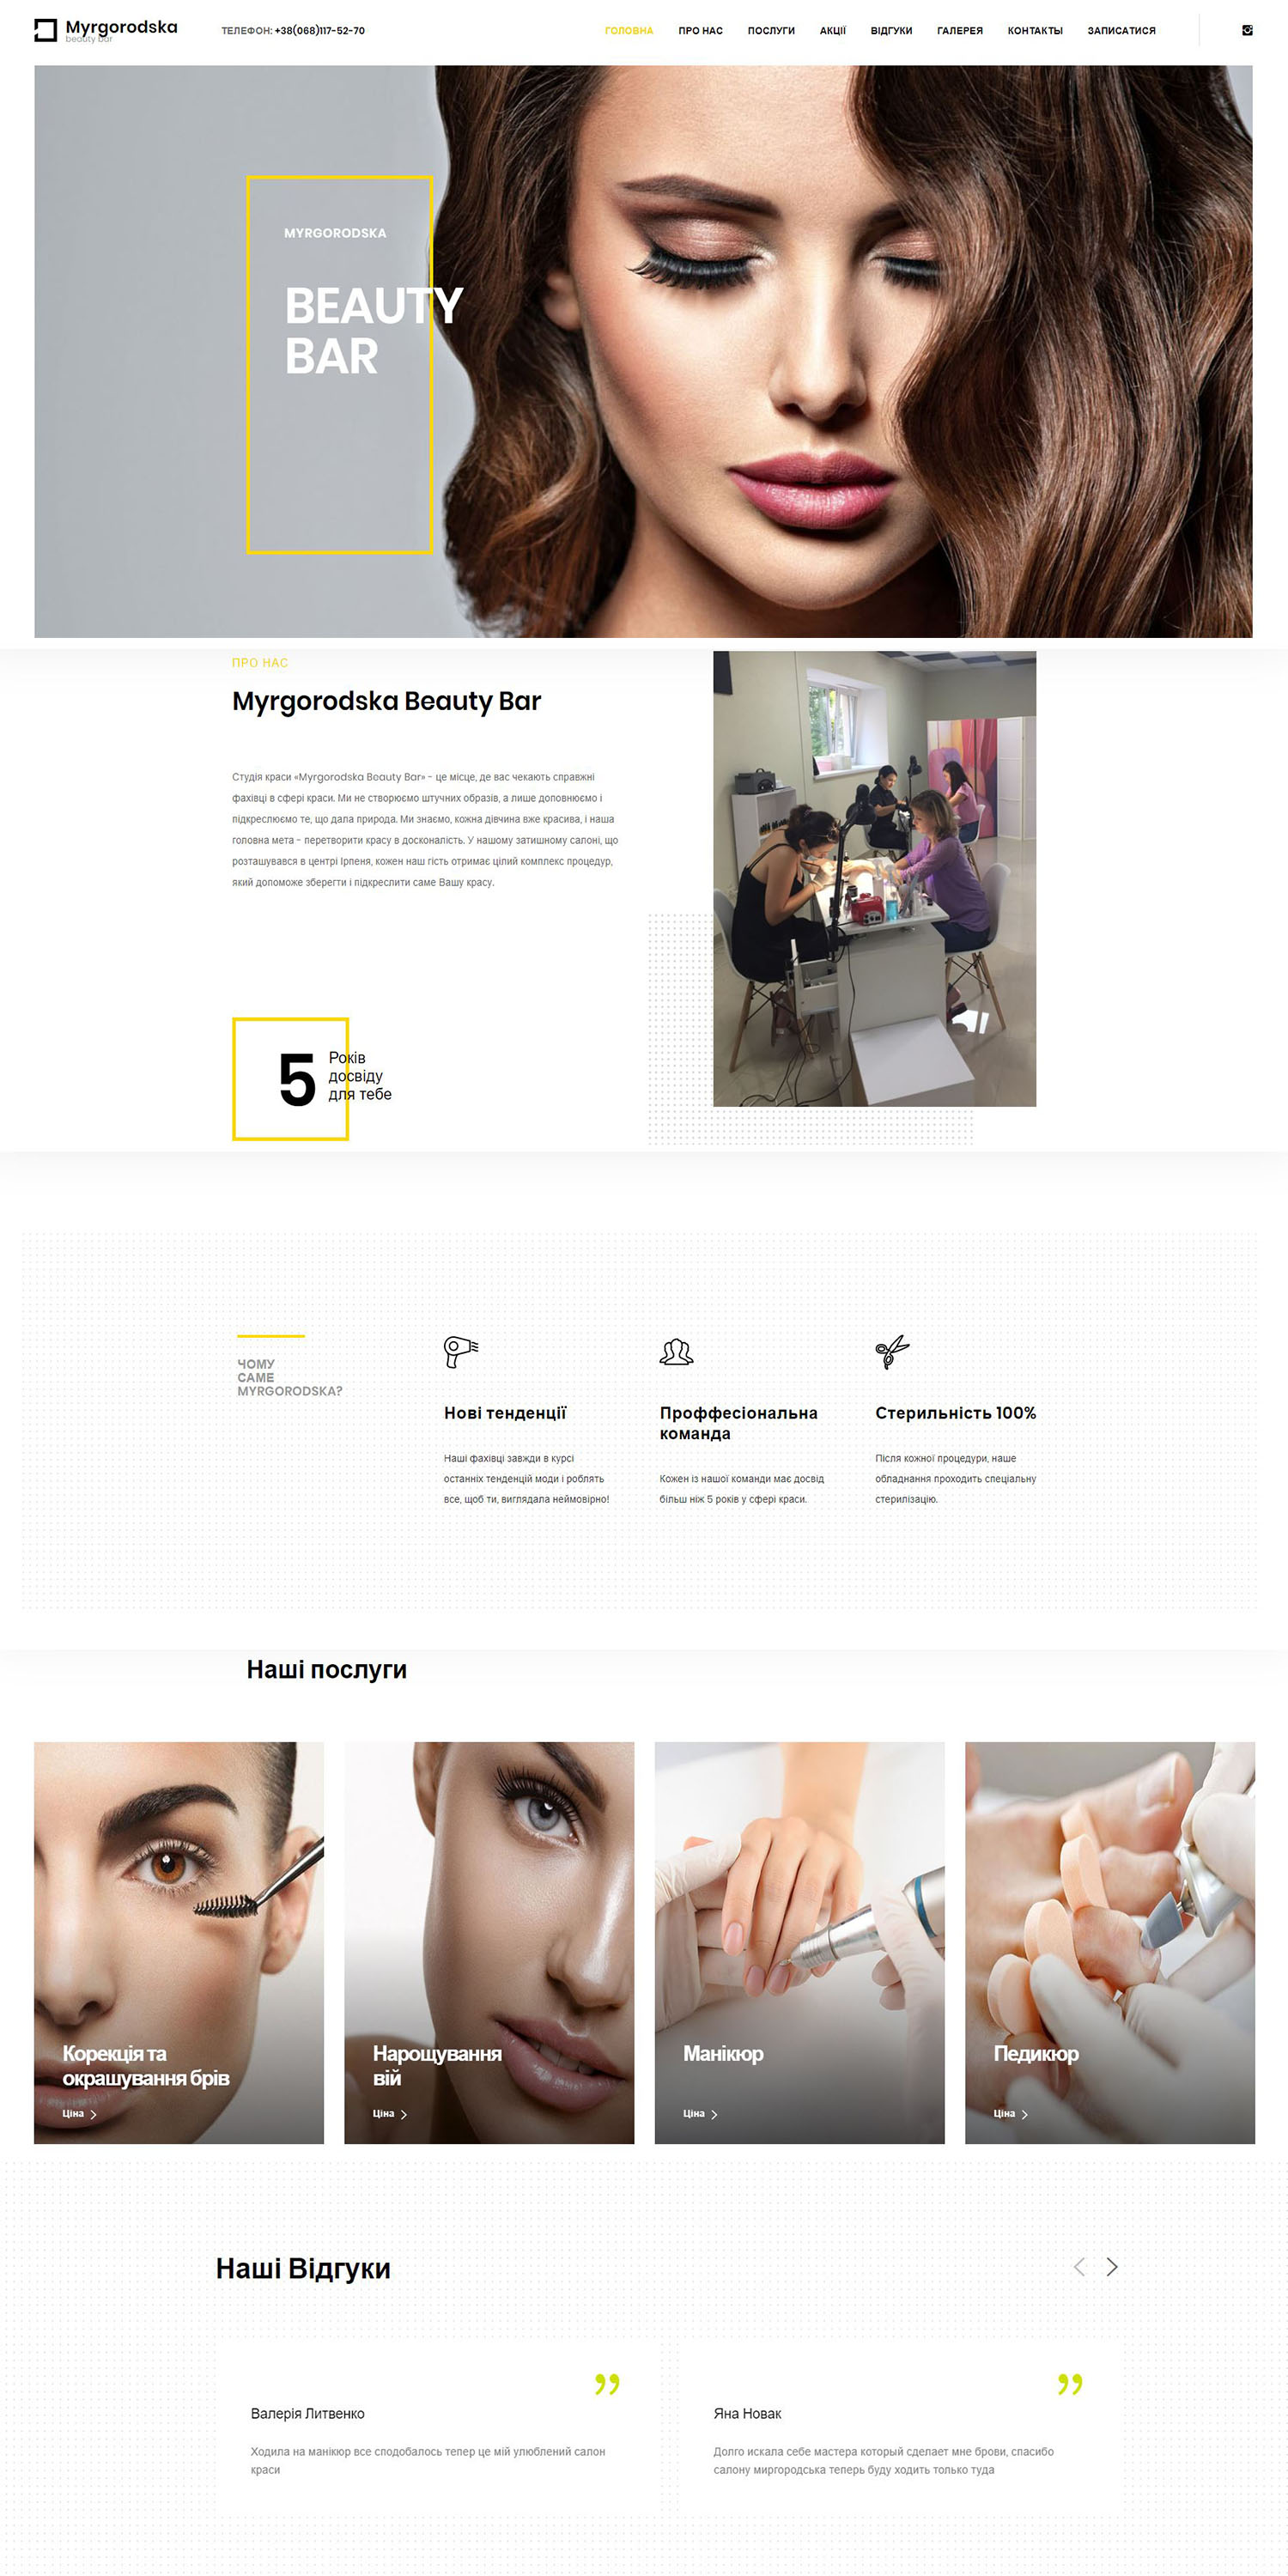 Myrgorodska
beauty bar
ТЕЛЕФОН: +38(068)117-52-70
ГОЛОВНА
ПРО НАС
ПОСЛУГИ
АКЦІЇ
ВІДГУКИ
ГАЛЕРЕЯ
КОНТАКТЫ
ЗАПИСАТИСЯ
MYRGORODSKA
BEAUTY
BAR
ПРО НАС
Myrgorodska Beauty Bar
Студія краси «Myrgorodska Beauty Bar» - це місце, де вас чекають справжні
фахівці в сфері краси. Ми не створюємо штучних образів, а лише доповнюємо і
підкреслюємо те, що дала природа. Ми знаємо, кожна дівчина вже красива, і наша
головна мета - перетворити красу в досконалість. У нашому затишному салоні, що
розташувався в центрі Ірпеня, кожен наш гість отримає цілий комплекс процедур,
який допоможе зберегти і підкреслити саме Вашу красу.
5
Років
досвіду
для тебе
ЧОМУ
САМЕ
MYRGORODSKA?
Нові тенденції
Наші фахівці завжди в курсі
останніх тенденцій моди і роблять
все, щоб ти, виглядала неймовірно!
Проффесіональна
команда
Кожен із нашої команди має досвід
більш ніж 5 років у сфері краси.
Стерильність 100%
Після кожної процедури, наше
обладнання проходить спеціальну
стерилізацію.
Наші послуги
Корекція та
окрашування брів
Ціна
Нарощування
вій
Ціна
Манікюр
Ціна
Педикюр
Ціна
Наші Відгуки
Валерія Литвенко
Ходила на манікюр все сподобалось тепер це мій улюблений салон
краси
Яна Новак
Долго искала себе мастера который сделает мне брови, спасибо
салону миргородська теперь буду ходить только туда